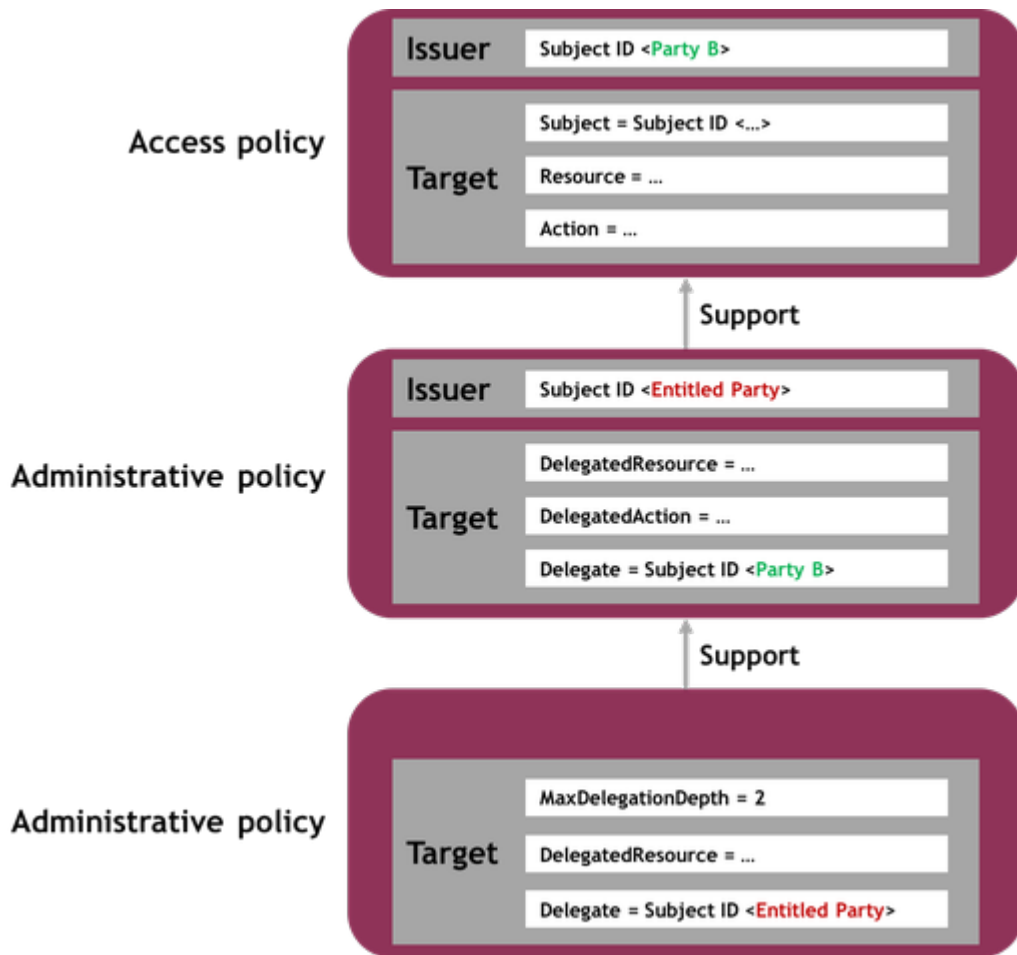 Issuer
Subject ID <Party B>
Access policy
Target
Subject = Subject ID <...>
Resource = ...
Action = ...
Support
Issuer
Subject ID <Entitled Party>
Administrative policy
Target
DelegatedResource = ...
DelegatedAction = ...
Delegate = Subject ID <Party B>
Support
Administrative policy
Target
MaxDelegationDepth = 2
DelegatedResource = ...
Delegate = Subject ID <Entitled Party>